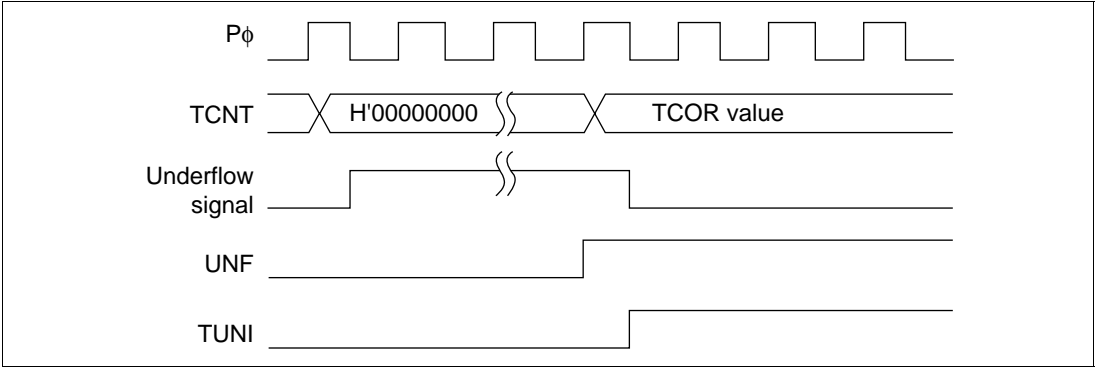 Pϕ
TCNT
H'00000000
TCOR value
Underflow
signal
UNF
TUNI